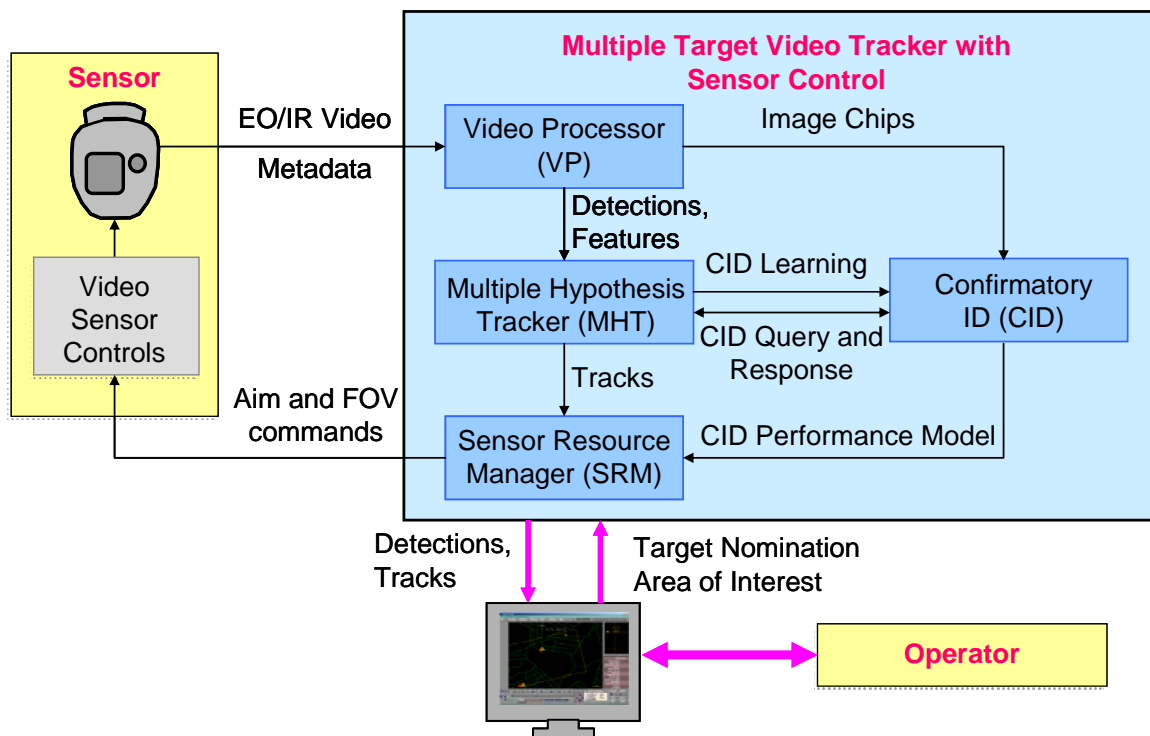 Multiple Target Video Tracker with
Sensor Control
Sensor
EO/IR Video
Metadata
Video Processor
(VP)
Image Chips
Detections,
Features
Video
Sensor
Controls
Multiple Hypothesis
Tracker (MHT)
CID Learning
CID Query and
Response
Confirmatory
ID (CID)
Tracks
Aim and FOV
commands
Sensor Resource
Manager (SRM)
CID Performance Model
Detections,
Tracks
Target Nomination
Area of Interest
Operator